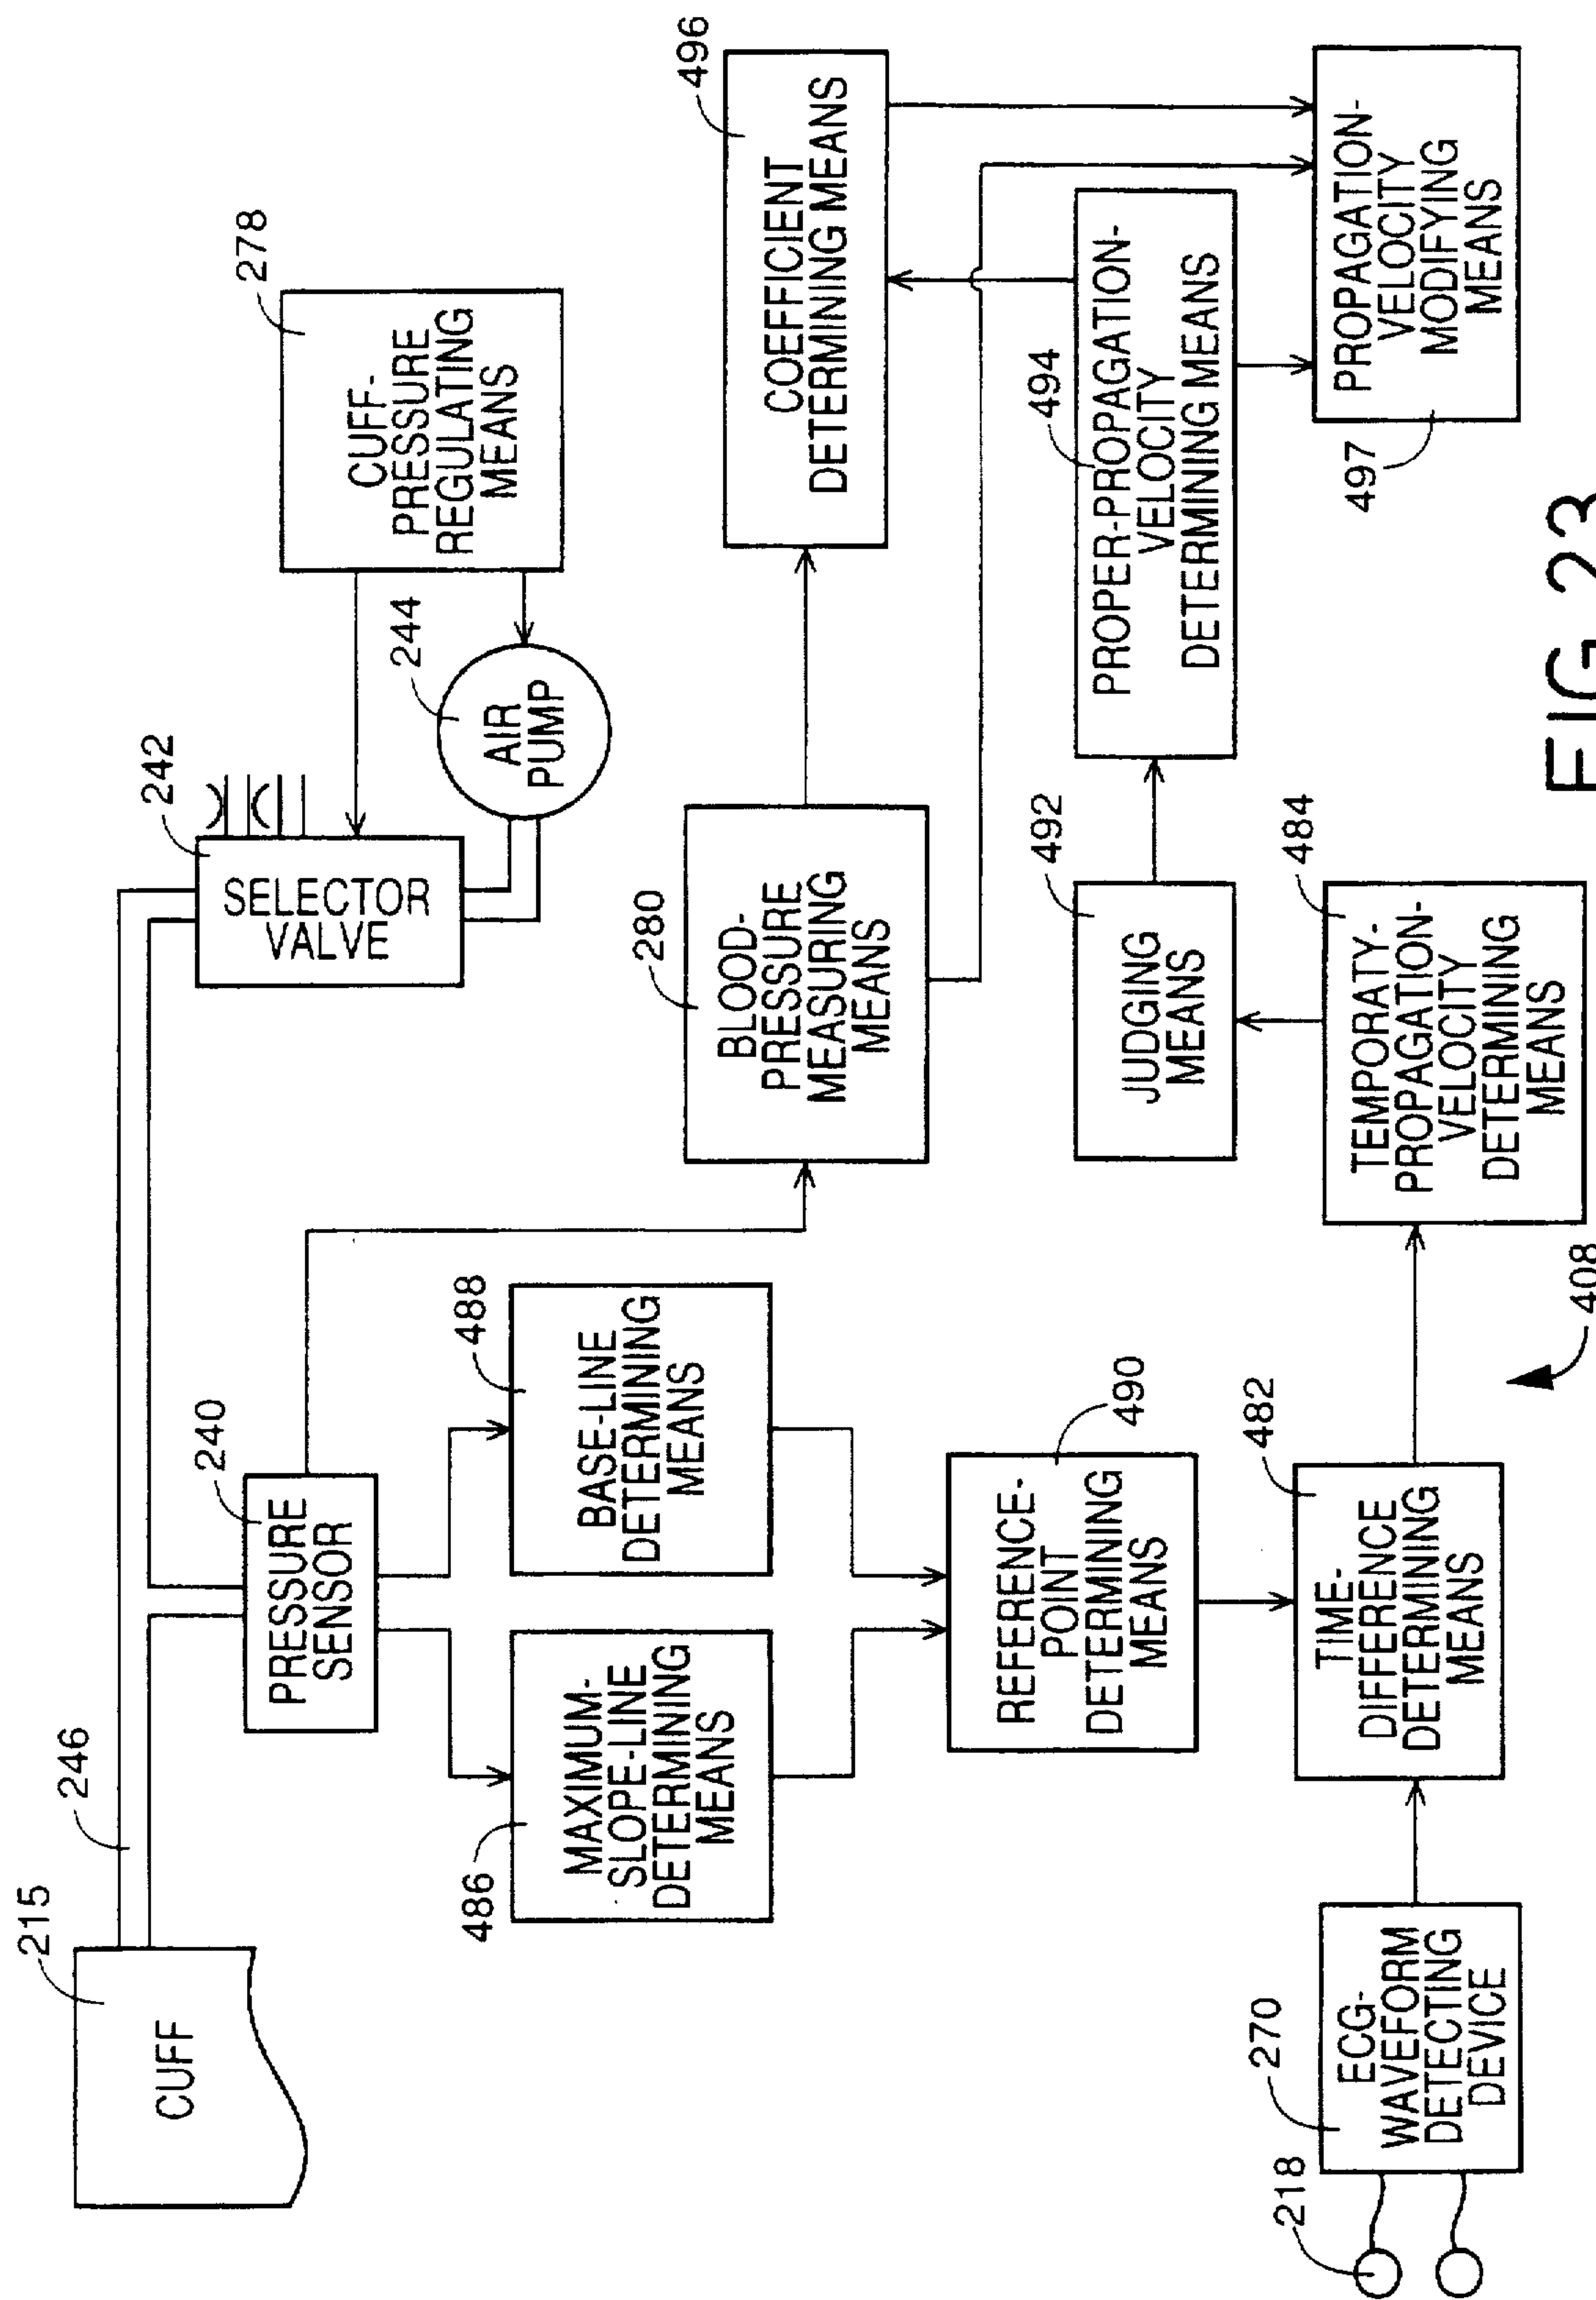 215
CUFF
246
240
PRESSURE
SENSOR
242
SELECTOR
VALVE
278
CUFF-
PRESSURE
REGULATING
MEANS
244
AIR
PUMP
486
MAXIMUM-
SLOPE-LINE
DETERMINING
MEANS
488
BASE-LINE
DETERMINING
MEANS
280
BLOOD-
PRESSURE
MEASURING
MEANS
496
COEFFICIENT
DETERMINING MEANS
490
REFERENCE-
POINT
DETERMINING
MEANS
492
JUDGING
MEANS
494
PROPER-PROPAGATION-
VELOCITY
DETERMINING MEANS
218
270
ECG-
WAVEFORM
DETECTING
DEVICE
482
TIME-
DIFFERENCE
DETERMINING
MEANS
484
TEMPORATY-
PROPAGATION-
VELOCITY
DETERMINING
MEANS
497
PROPAGATION-
VELOCITY
MODIFYING
MEANS
408
FIG. 23